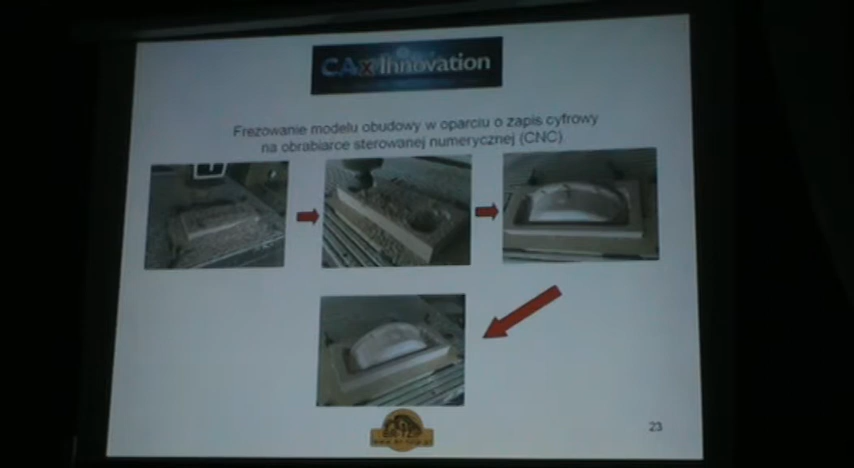 CAx Innovation
Frezowanie modelu obudowy w oparciu o zapis cyfrowy
na obrabiarce sterowanej numerycznej (CNC)
23